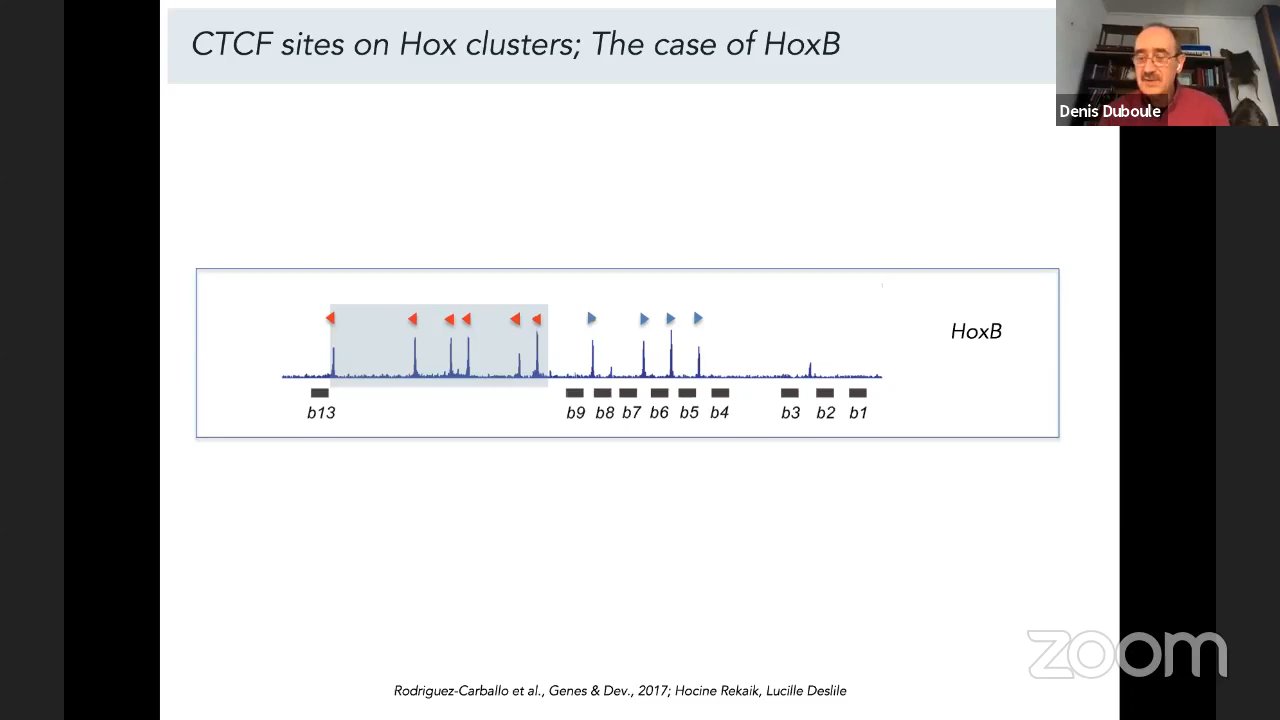 CTCF sites on Hox clusters; The case of HoxB
Denis Duboule
HoxB
b13 b9 b8 b7 b6 b5 b4 b3 b2 b1
zoom
Rodriguez-Carballo et al., Genes & Dev., 2017; Hocine Rekaik, Lucille Deslile